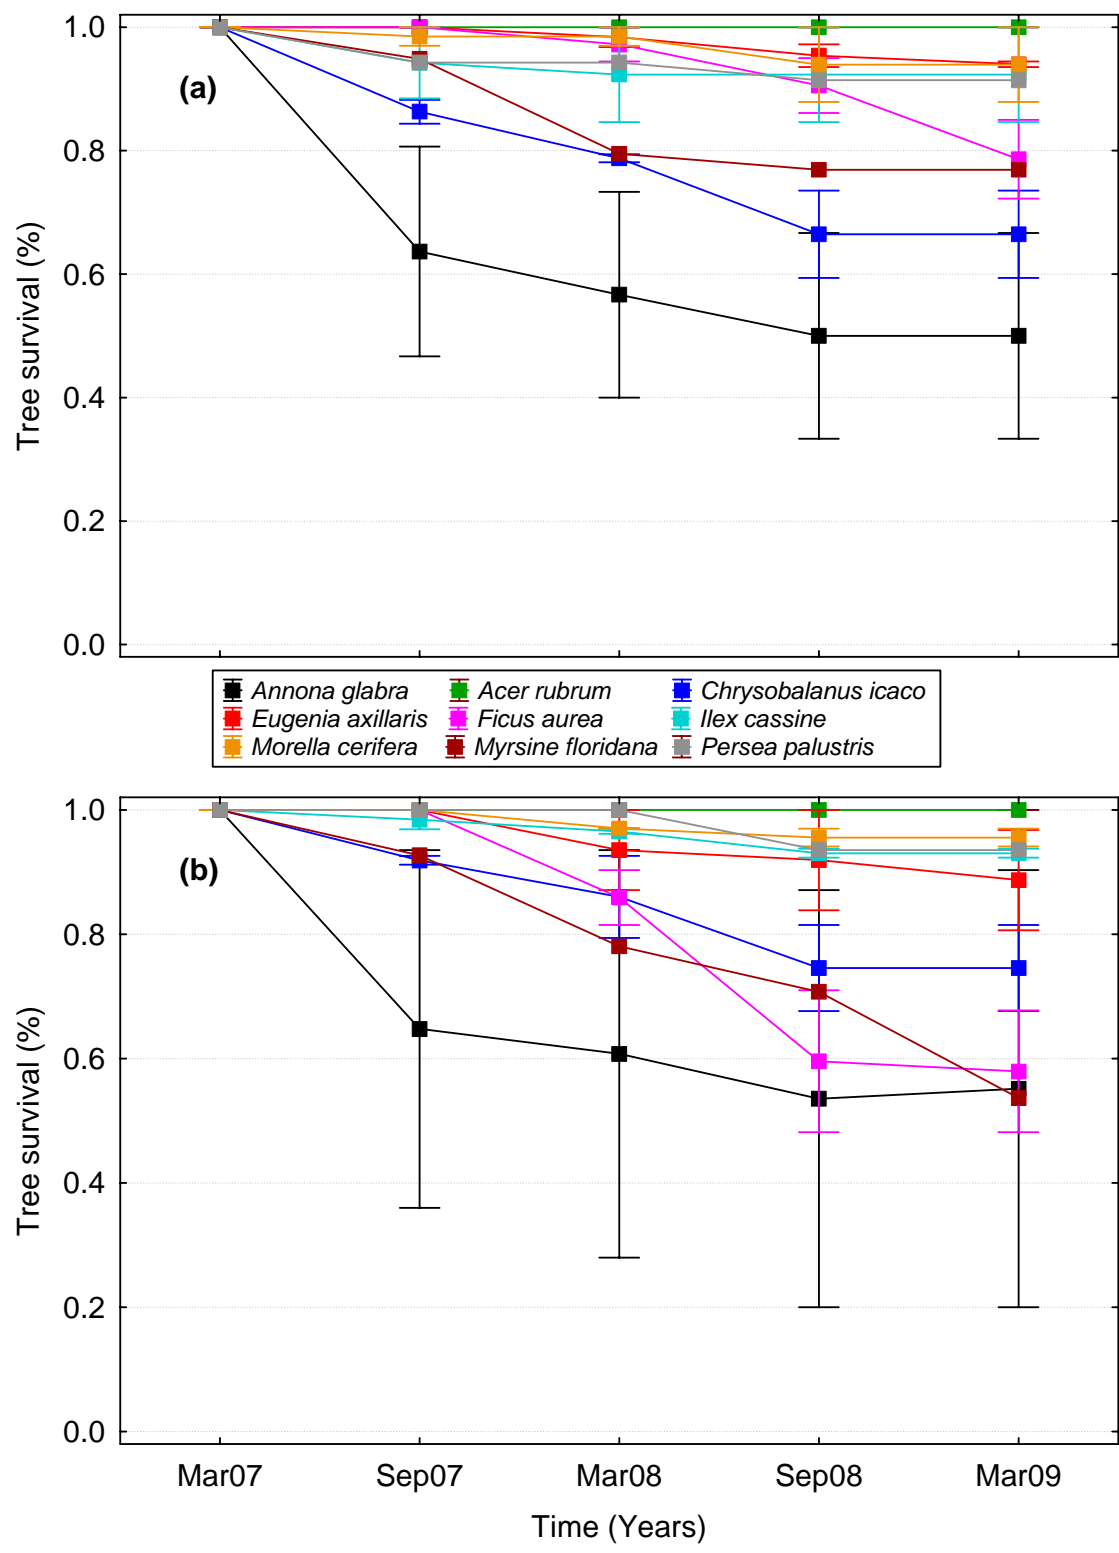 1.0
0.8
0.6
0.4
0.2
0.0
Tree survival (%)
(a)
Annona glabra Acer rubrum Chrysobalanus icaco
Eugenia axillaris Ficus aurea Ilex cassine
Morella cerifera Myrsine floridana Persea palustris
1.0
0.8
0.6
0.4
0.2
0.0
Tree survival (%)
(b)
Mar07 Sep07 Mar08 Sep08 Mar09
Time (Years)